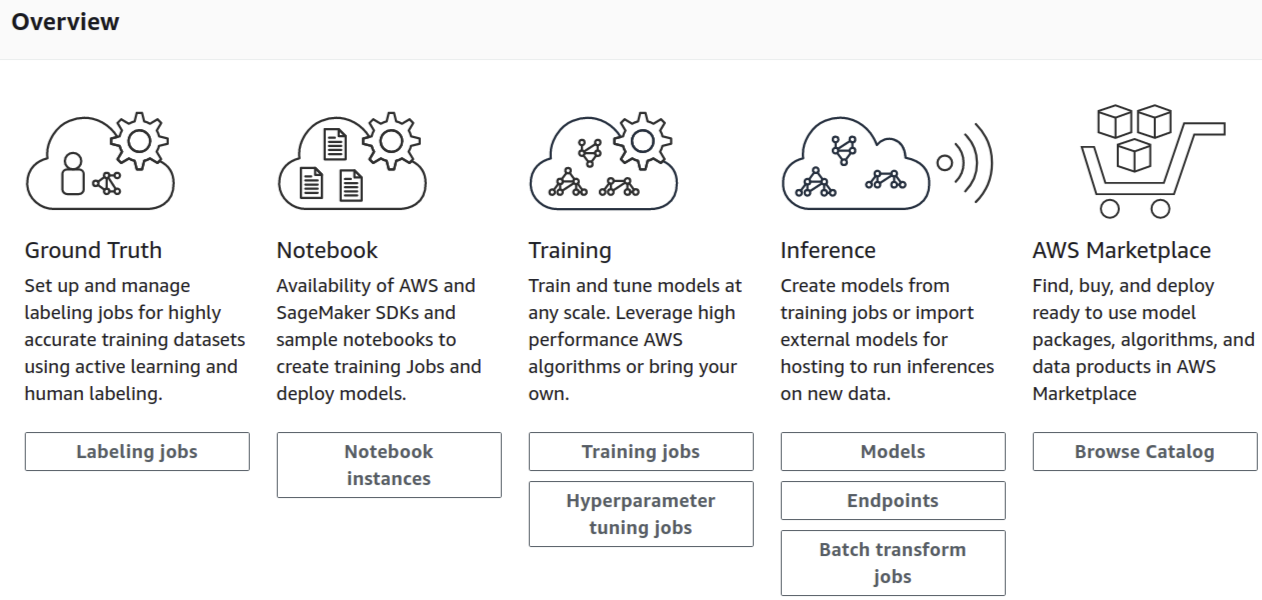 Overview
Ground Truth
Set up and manage
labeling jobs for highly
accurate training datasets
using active learning and
human labeling.
Labeling jobs
Notebook
Availability of AWS and
SageMaker SDKs and
sample notebooks to
create training Jobs and
deploy models.
Notebook
instances
Training
Train and tune models at
any scale. Leverage high
performance AWS
algorithms or bring your
own.
Training jobs
Hyperparameter
tuning jobs
Inference
Create models from
training jobs or import
external models for
hosting to run inferences
on new data.
Models
Endpoints
Batch transform
jobs
AWS Marketplace
Find, buy, and deploy
ready to use model
packages, algorithms, and
data products in AWS
Marketplace
Browse Catalog